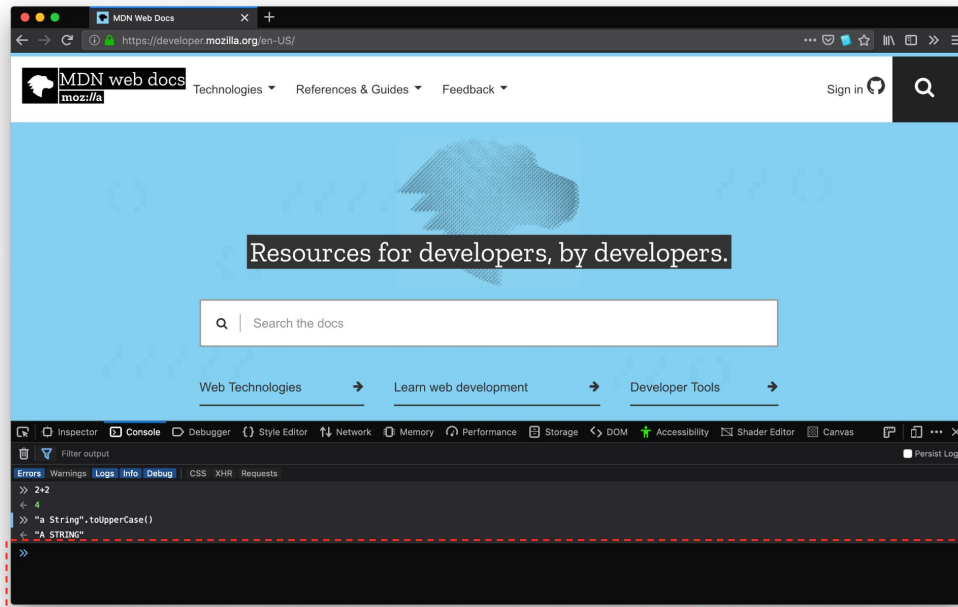 MDN Web Docs
https://developer.mozilla.org/en-US/
MDN web docs
moz://a
Technologies References & Guides Feedback Sign in
Resources for developers, by developers.
Search the docs
Web Technologies Learn web development Developer Tools
Inspector Console Debugger {} Style Editor Network Memory Performance Storage DOM Accessibility Shader Editor Canvas
Filter output Persist Log
Errors Warnings Logs Info Debug CSS XHR Requests
» 2+2
← 4
» "a String".toUpperCase()
← "A STRING"
»